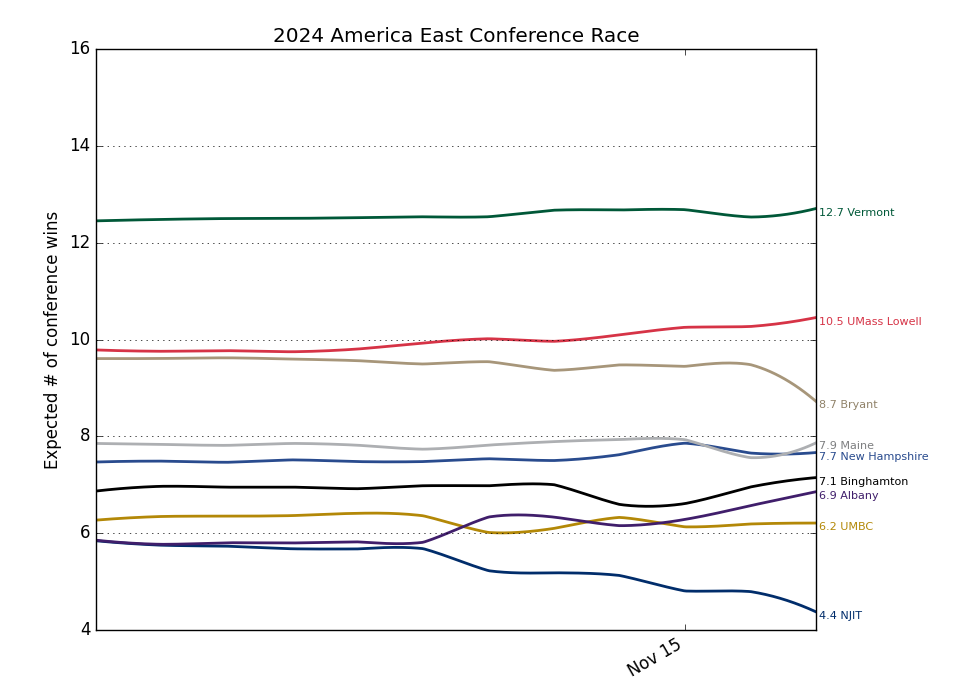 2024 America East Conference Race
Expected # of conference wins
16
14
12
10
8
6
4
12.7 Vermont
10.5 UMass Lowell
8.7 Bryant
7.9 Maine
7.7 New Hampshire
7.1 Binghamton
6.9 Albany
6.2 UMBC
4.4 NJIT
Nov 15